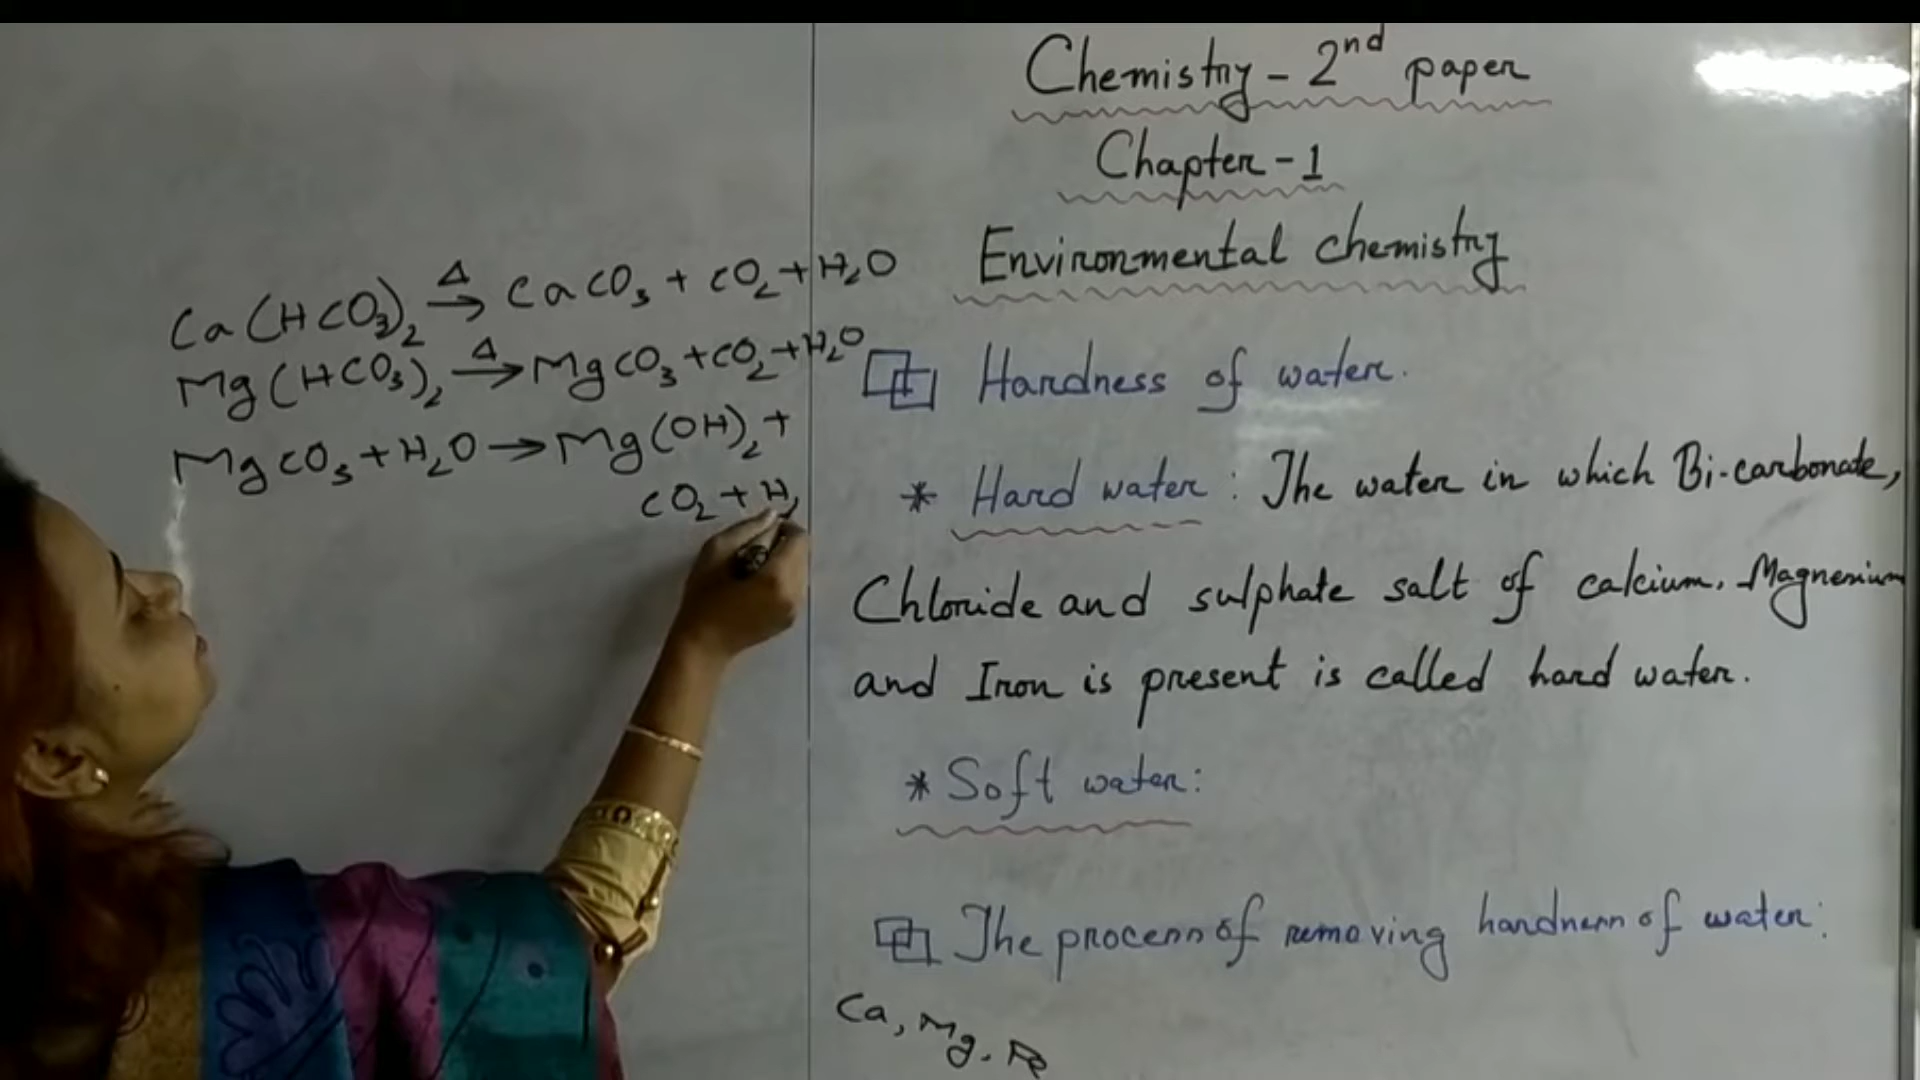 Chemistry - 2nd paper
Chapter - 1
Environmental chemistry
Ca(HCO3)2 —Δ→ CaCO3 + CO2 + H2O
Mg(HCO3)2 —Δ→ MgCO3 + CO2 + H2O
MgCO3 + H2O → Mg(OH)2 +
CO2 + H2
Hardness of water.
* Hard water: The water in which Bi-carbonate,
Chloride and sulphate salt of calcium, Magnesium
and Iron is present is called hard water.
* Soft water:
The process of removing hardness of water:
Ca, Mg. Fe